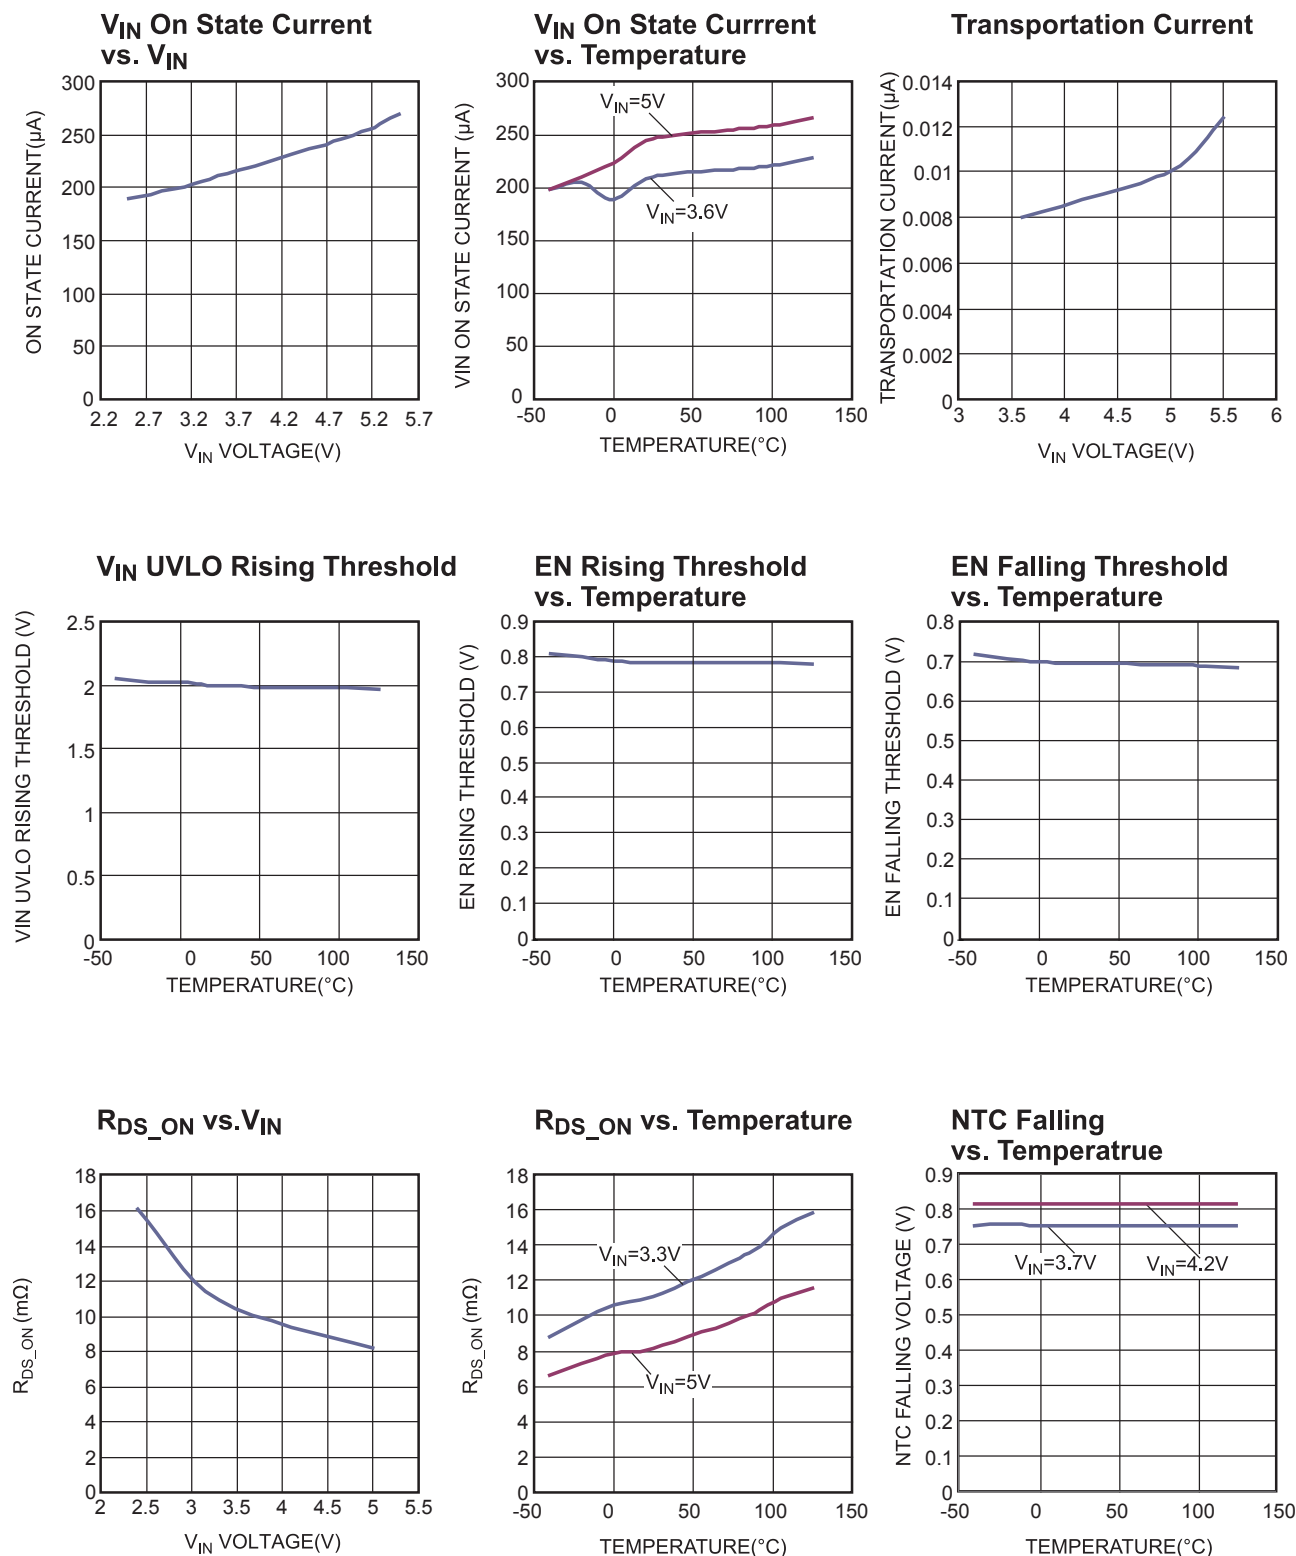 VIN On State Current
vs. VIN
300
250
200
150
100
50
0
2.2 2.7 3.2 3.7 4.2 4.7 5.2 5.7
ON STATE CURRRENT(µA)
VIN VOLTAGE(V)
VIN On State Currrent
vs. Temperature
300
250
200
150
100
50
0
-50 0 50 100 150
VIN ON STATE CURRENT(µA)
VIN=5V
VIN=3.6V
TEMPERATURE(°C)
Transportation Current
0.014
0.012
0.01
0.008
0.006
0.004
0.002
0
3 3.5 4 4.5 5 5.5 6
TRANSPORTATION CURRENT(µA)
VIN VOLTAGE(V)
VIN UVLO Rising Threshold
2.5
2
1.5
1
0.5
0
-50 0 50 100 150
VIN UVLO RISING THRESHOLD (V)
TEMPERATURE(°C)
EN Rising Threshold
vs. Temperature
0.9
0.8
0.7
0.6
0.5
0.4
0.3
0.2
0.1
0
-50 0 50 100 150
EN RISING THRESHOLD (V)
TEMPERATURE(°C)
EN Falling Threshold
vs. Temperature
0.8
0.7
0.6
0.5
0.4
0.3
0.2
0.1
0
-50 0 50 100 150
EN FALLING THRESHOLD (V)
TEMPERATURE(°C)
RDS_ON vs.VIN
18
16
14
12
10
8
6
4
2
0
2 2.5 3 3.5 4 4.5 5 5.5
RDS_ON (mΩ)
VIN VOLTAGE(V)
RDS_ON vs. Temperature
18
16
14
12
10
8
6
4
2
0
-50 0 50 100 150
RDS_ON (mΩ)
VIN=3.3V
VIN=5V
TEMPERATURE(°C)
NTC Falling
vs. Temperatrue
0.9
0.8
0.7
0.6
0.5
0.4
0.3
0.2
0.1
0
-50 0 50 100 150
NTC FALLING VOLTAGE (V)
VIN=3.7V
VIN=4.2V
TEMPERATURE(°C)